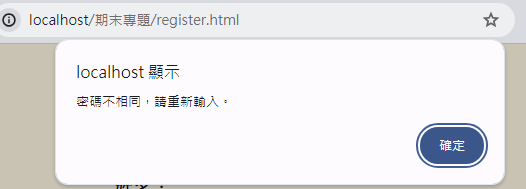 localhost/期末專題/register.html
localhost 顯示
密碼不相同，請重新輸入。
確定